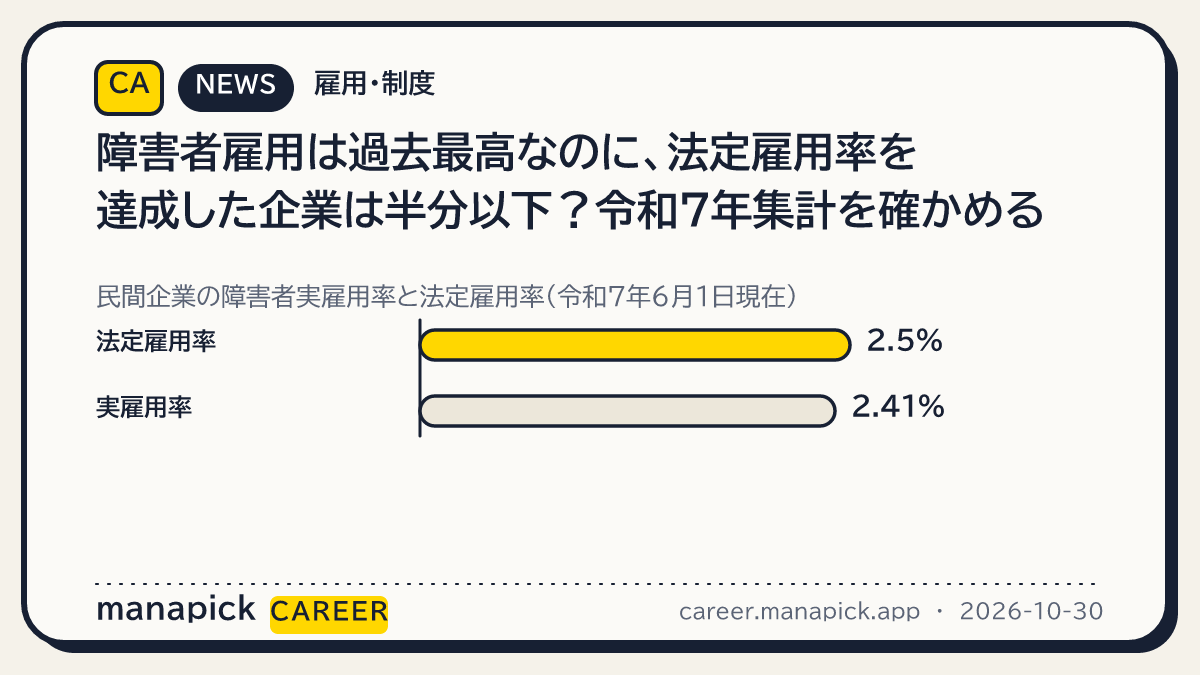 CA NEWS 雇用・制度
障害者雇用は過去最高なのに、法定雇用率を
達成した企業は半分以下？令和7年集計を確かめる
民間企業の障害者実雇用率と法定雇用率(令和7年6月1日現在)
法定雇用率 2.5%
実雇用率 2.41%
manapick CAREER career.manapick.app ・ 2026-10-30